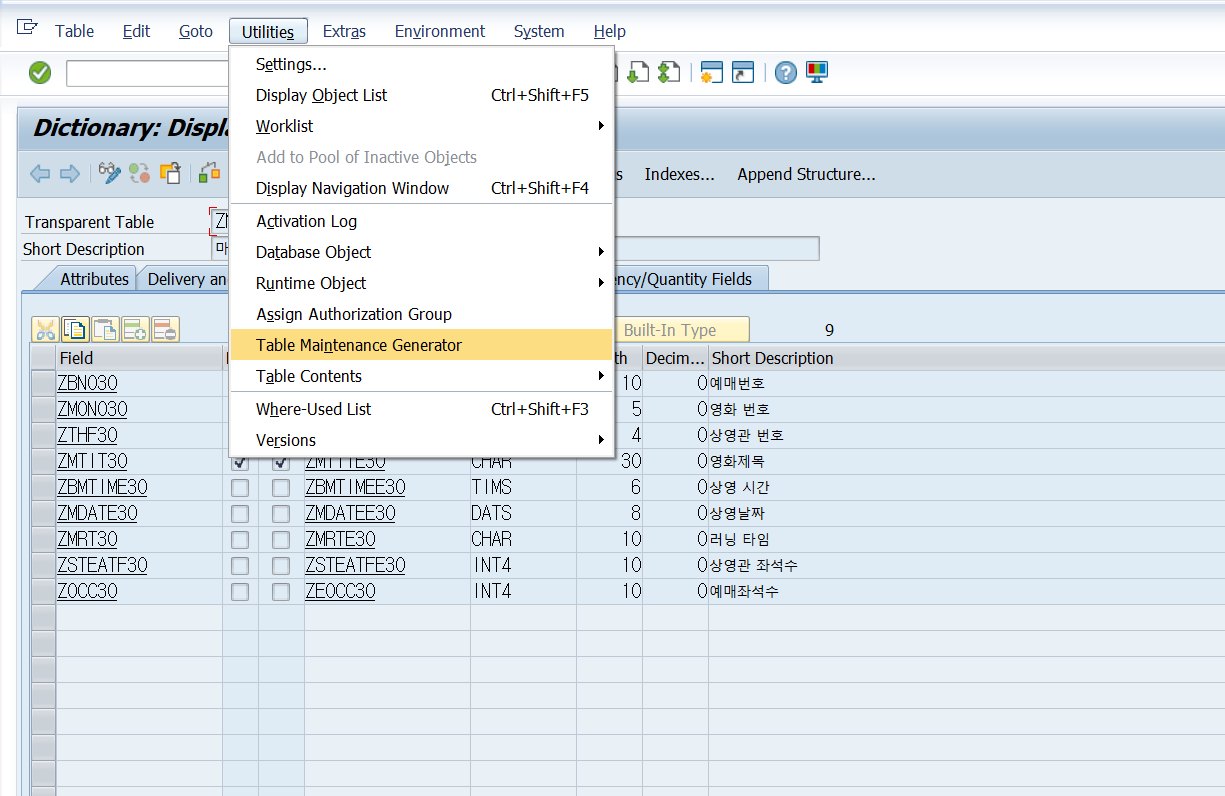 Table Edit Goto Utilities Extras Environment System Help
Settings...
Display Object List Ctrl+Shift+F5
Worklist
Add to Pool of Inactive Objects
Display Navigation Window Ctrl+Shift+F4
Activation Log
Database Object
Runtime Object
Assign Authorization Group
Table Maintenance Generator
Table Contents
Where-Used List Ctrl+Shift+F3
Versions
Dictionary:
Indexes... Append Structure...
Transparent Table
Short Description
Attributes Delivery /Quantity Fields
Built-In Type 9
Field Decim... Short Description
ZBNO30 10 0 예매번호
ZMONO30 5 0 영화 번호
ZTHF30 4 0 상영관 번호
ZMTIT30 ZMTITE30 CHAR 30 0 영화제목
ZBMTIME30 ZBMTIMEE30 TIMS 6 0 상영 시간
ZMDATE30 ZMDATEE30 DATS 8 0 상영날짜
ZMRT30 ZMRTE30 CHAR 10 0 러닝 타임
ZSTEATF30 ZSTEATFE30 INT4 10 0 상영관 좌석수
ZOCC30 ZEOCC30 INT4 10 0 예매좌석수